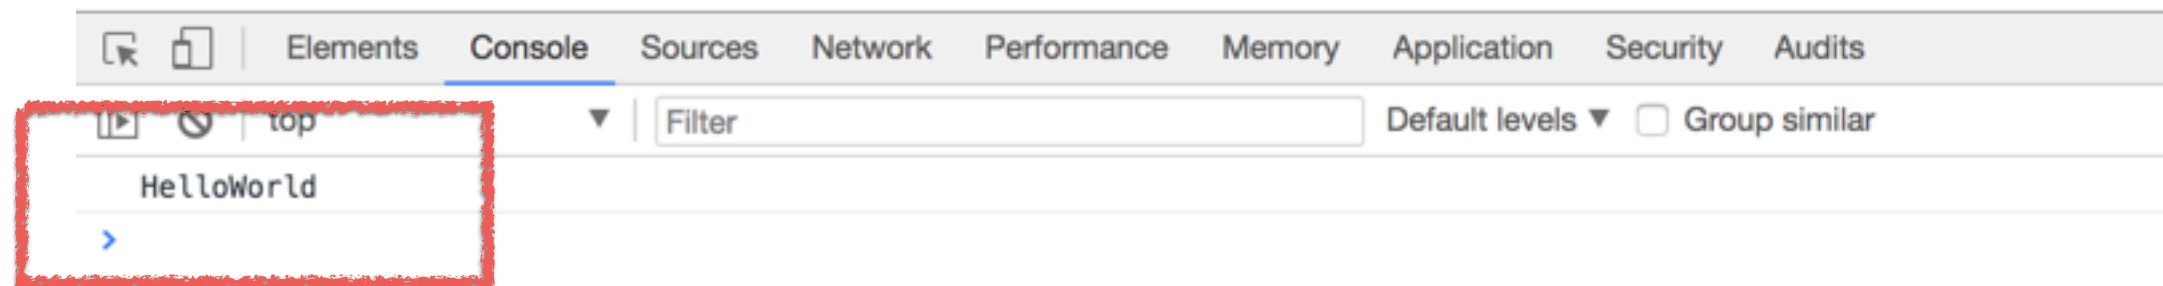 Elements Console Sources Network Performance Memory Application Security Audits
top Filter Default levels Group similar
HelloWorld